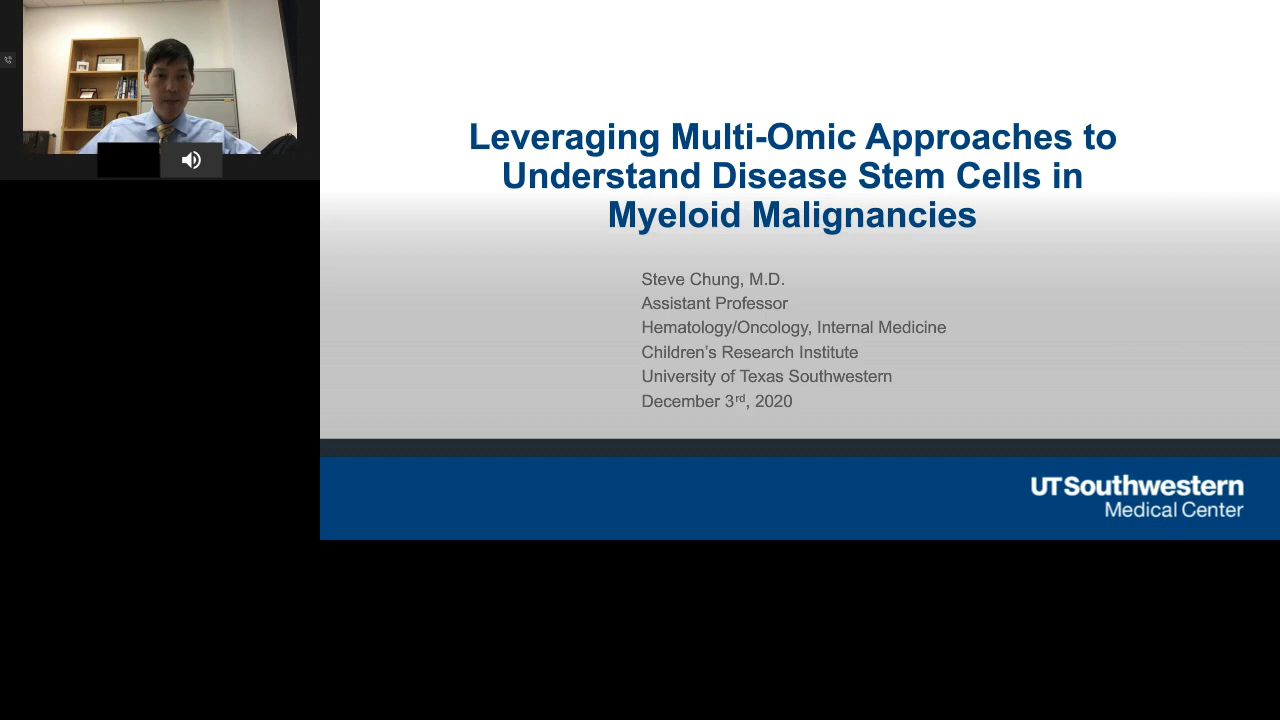 Leveraging Multi-Omic Approaches to
Understand Disease Stem Cells in
Myeloid Malignancies
Steve Chung, M.D.
Assistant Professor
Hematology/Oncology, Internal Medicine
Children's Research Institute
University of Texas Southwestern
December 3rd, 2020
UTSouthwestern
Medical Center